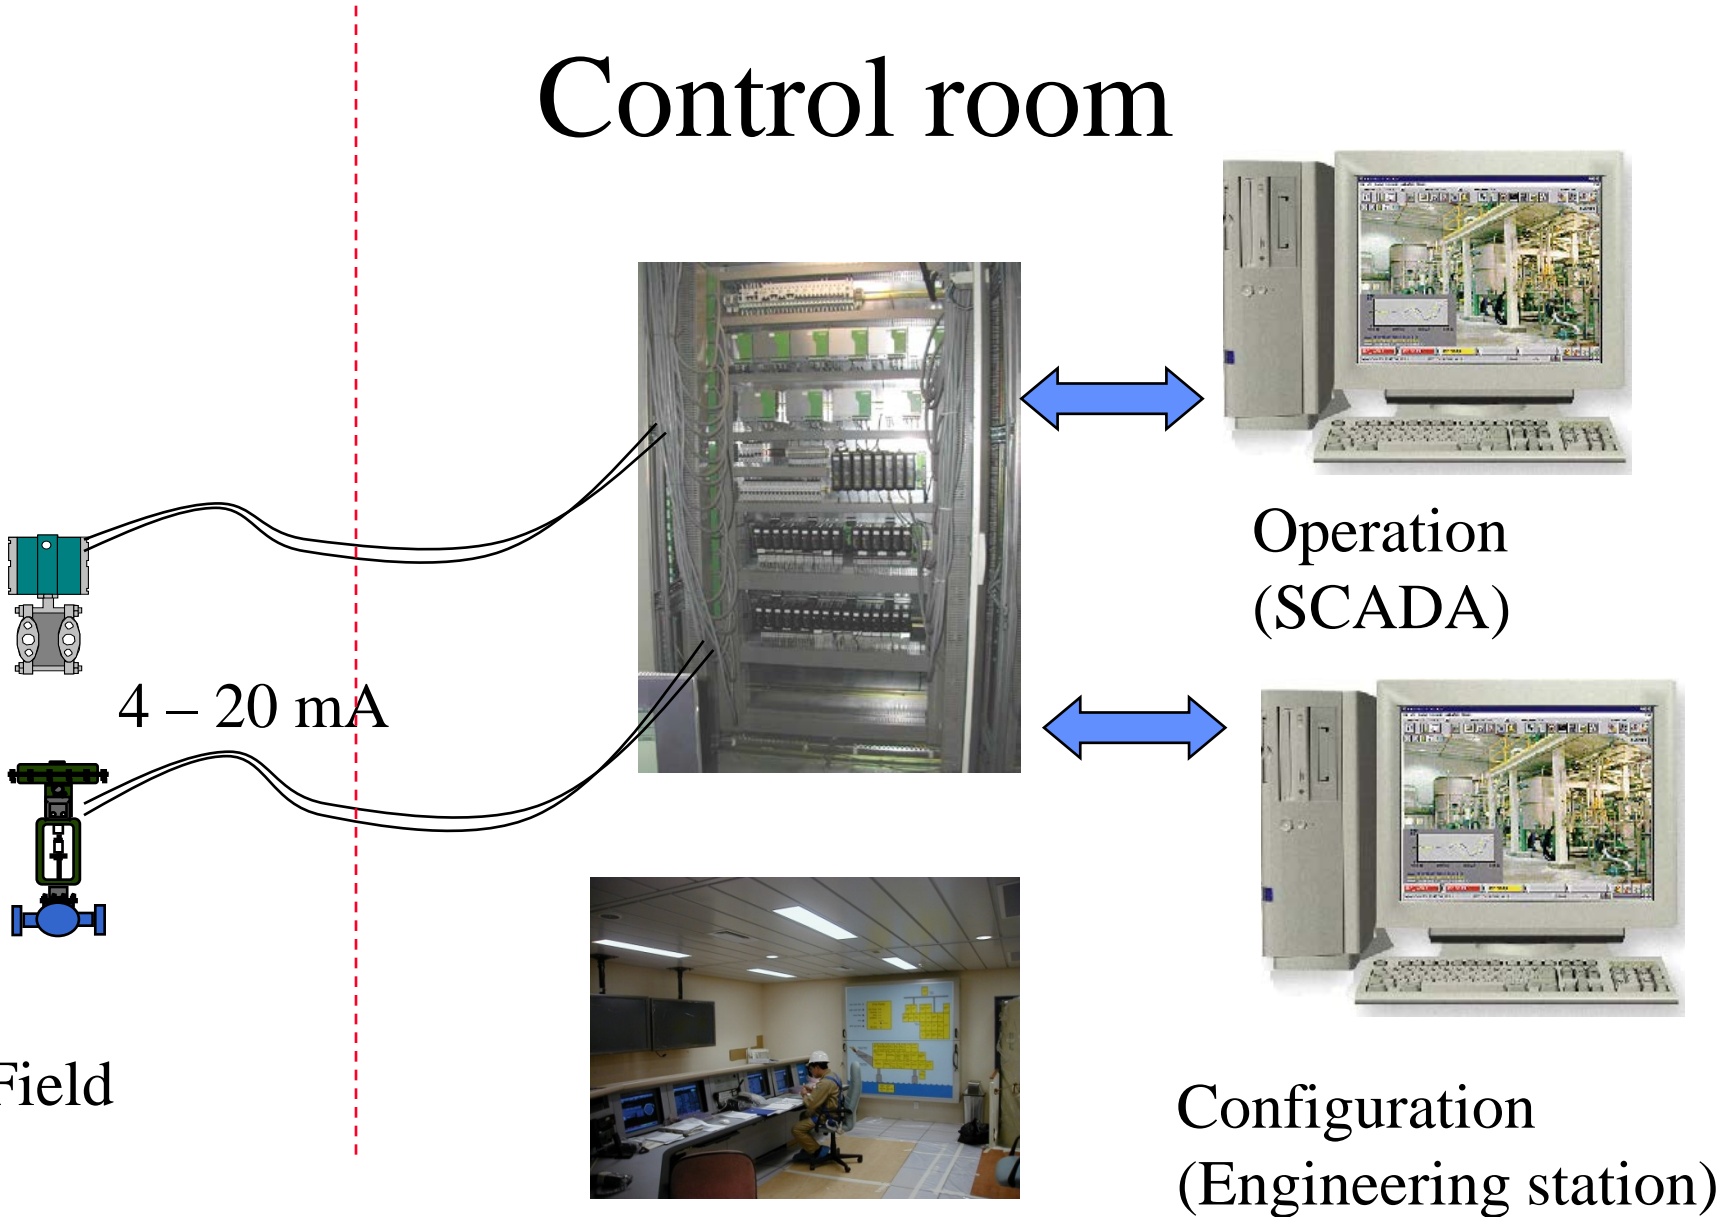 Control room
Operation
(SCADA)
4 – 20 mA
Field
Configuration
(Engineering station)